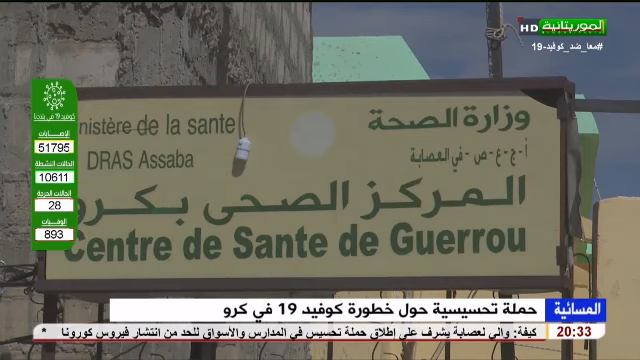 الموريتانية HD
#معا_ضد_كوفيد-19
كوفيد 19 في بلادنا
الإصابات
51795
الحالات النشطة
10611
الحالات الحرجة
28
الوفيات
893
وزارة الصحة
nistère de la santé
أ-ج-ع-ص-في العصابة
DRAS Assaba
المركز الصحي بكرو
Centre de Sante de Guerrou
المسائية
حملة تحسيسية حول خطورة كوفيد 19 في كرو
20:33
كيفة: والي لعصابة يشرف على إطلاق حملة تحسيس في المدارس والأسواق للحد من انتشار فيروس كورونا *